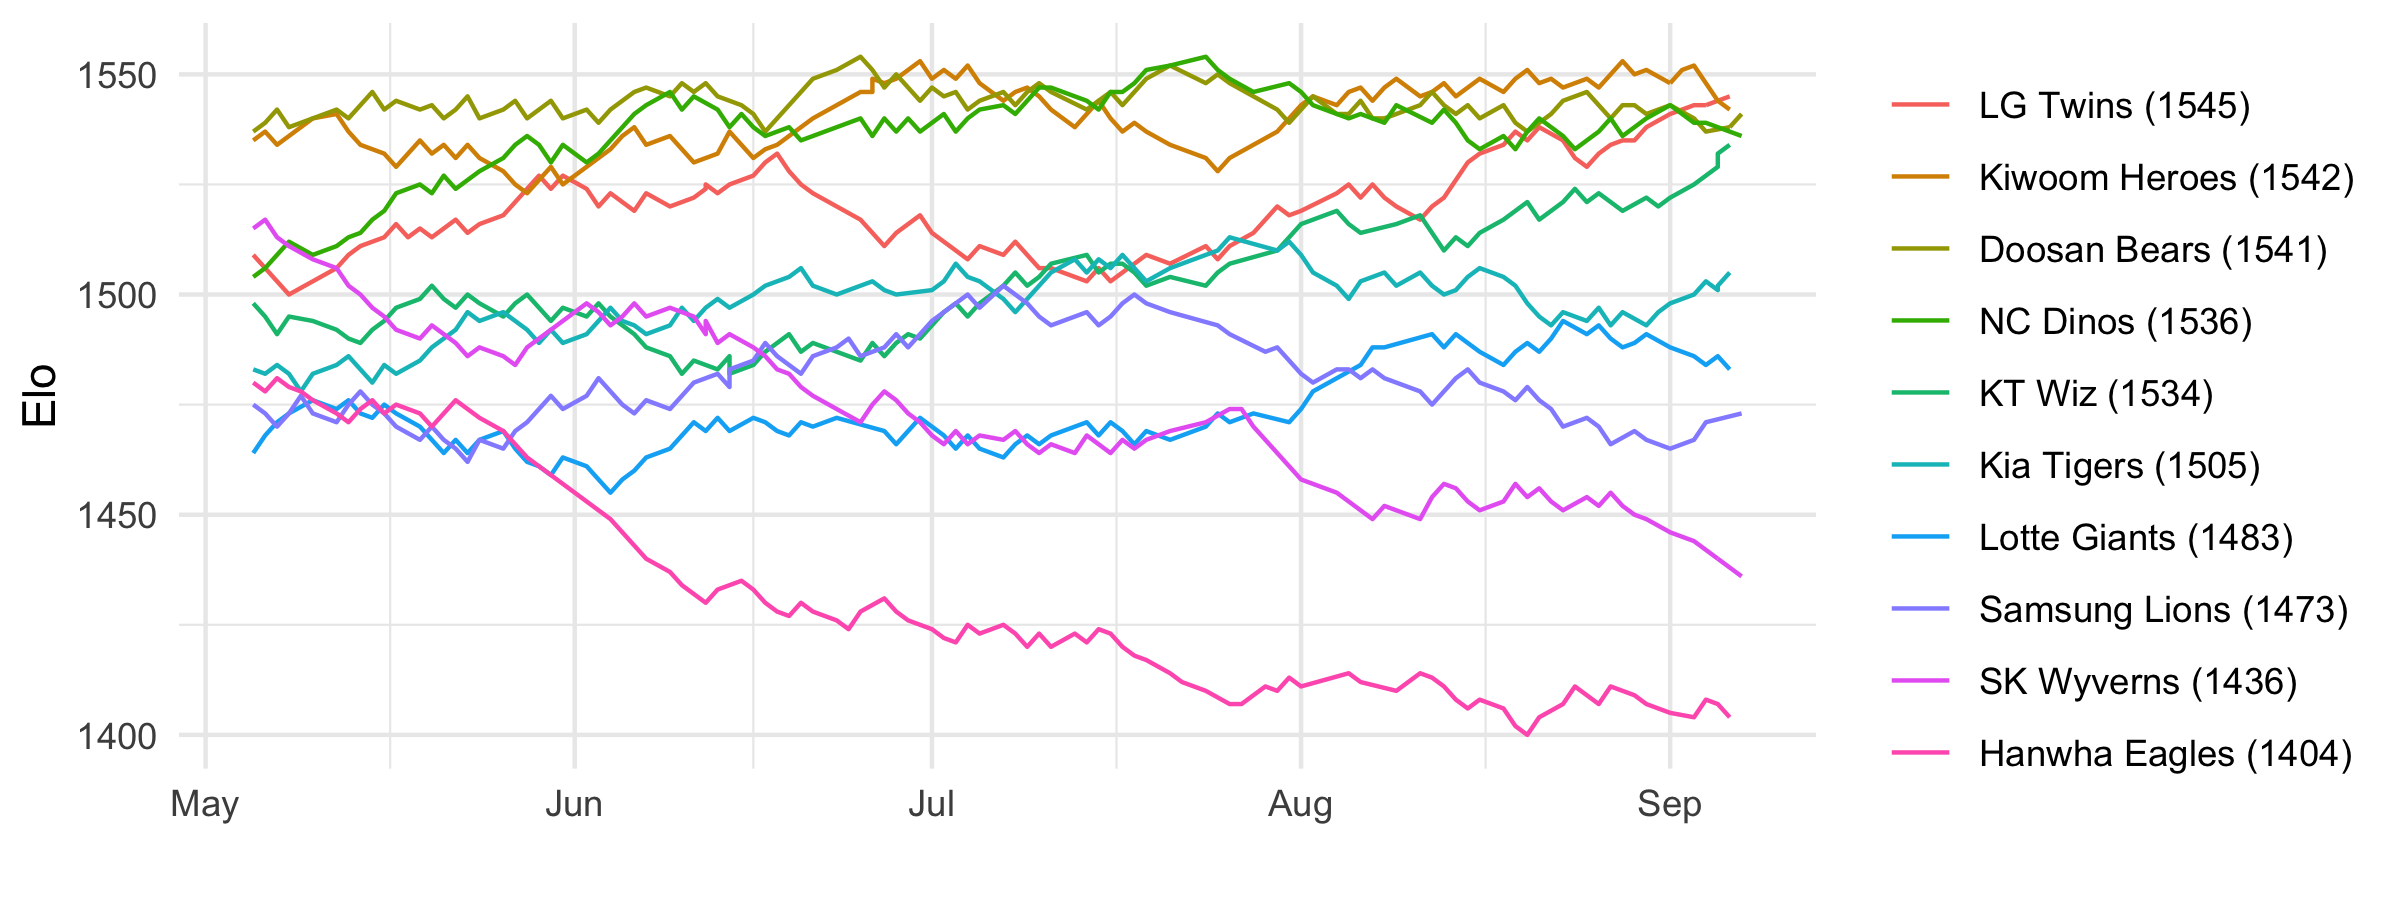 Elo
1550
1500
1450
1400
May Jun Jul Aug Sep
LG Twins (1545)
Kiwoom Heroes (1542)
Doosan Bears (1541)
NC Dinos (1536)
KT Wiz (1534)
Kia Tigers (1505)
Lotte Giants (1483)
Samsung Lions (1473)
SK Wyverns (1436)
Hanwha Eagles (1404)